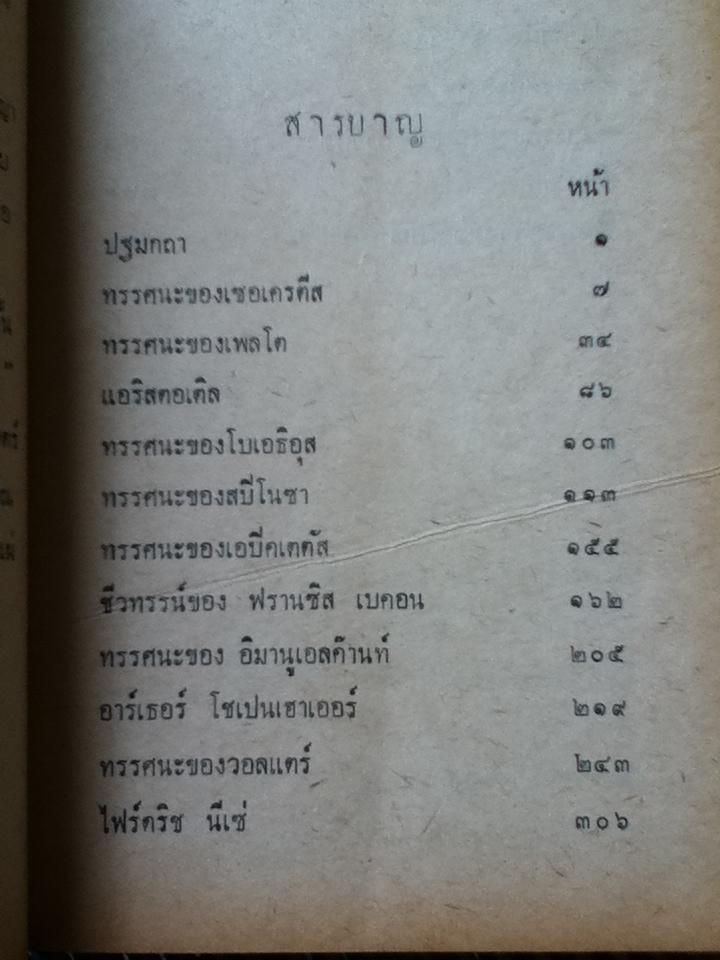 สารบาญ
หน้า
ปฐมกถา ๑
ทรรศนะของเซอเครตีส ๗
ทรรศนะของเพลโต ๓๔
แอริสตอเติล ๘๖
ทรรศนะของโบเอธิอุส ๑๐๓
ทรรศนะของสบีโนซา ๑๑๓
ทรรศนะของเอปีคเตตัส ๑๕๕
ชีวทรรน์ของ ฟรานซิส เบคอน ๑๖๒
ทรรศนะของ อิมานูเอลค๊านท์ ๒๐๕
อาร์เธอร์ โชเปนเฮาเออร์ ๒๑๙
ทรรศนะของวอลแตร์ ๒๔๓
ไฟร์ดริช นีเช่ ๓๐๖